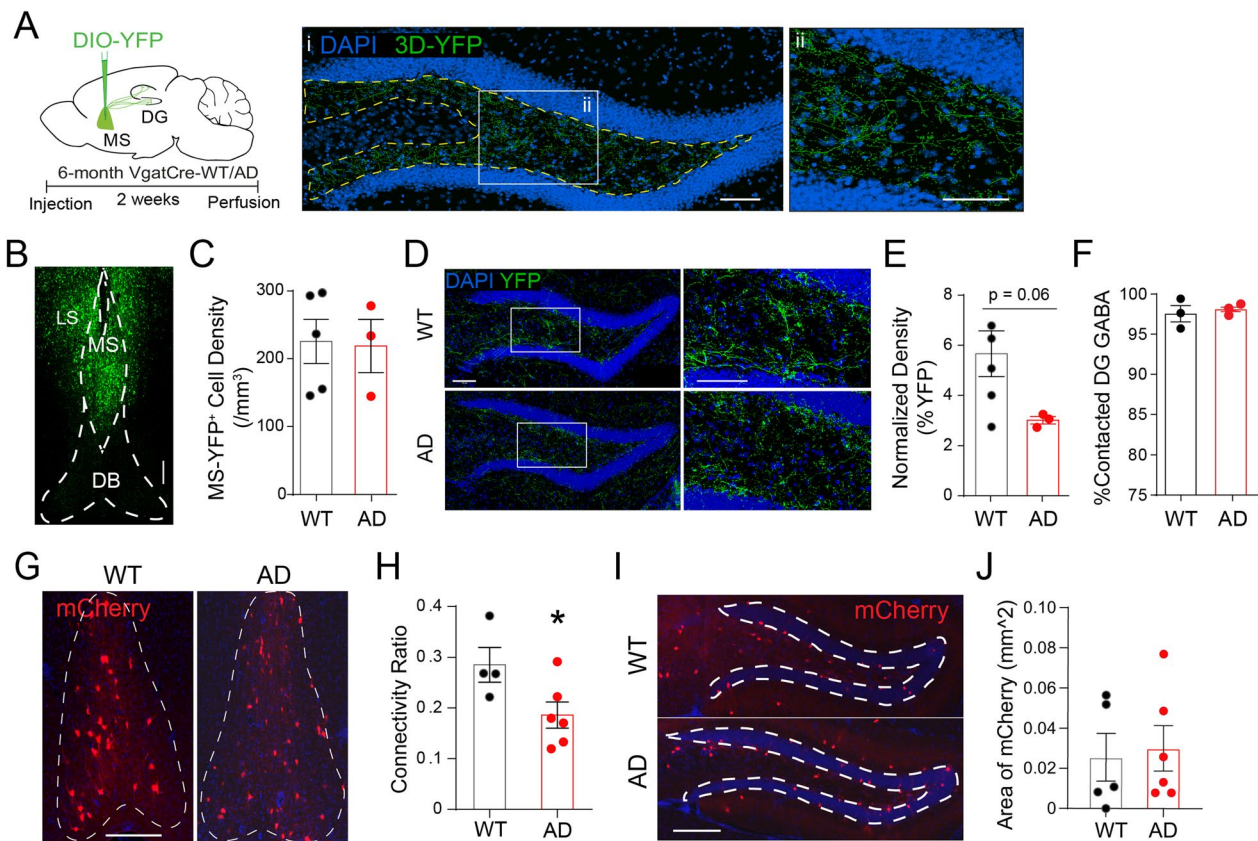 A
DIO-YFP
DG
MS
6-month VgatCre-WT/AD
Injection 2 weeks Perfusion
i DAPI 3D-YFP
ii
ii
B
LS
MS
DB
C
MS-YFP⁺ Cell Density
(/mm³)
300
200
100
0
WT AD
D
DAPI YFP
WT
AD
E
Normalized Density
(% YFP)
p = 0.06
8
6
4
2
0
WT AD
F
%Contacted DG GABA
100
95
90
85
80
75
WT AD
G
WT AD
mCherry
H
Connectivity Ratio
0.4
0.3
0.2
0.1
0
*
WT AD
I
mCherry
WT
AD
J
Area of mCherry (mm^2)
0.10
0.08
0.06
0.04
0.02
0
WT AD